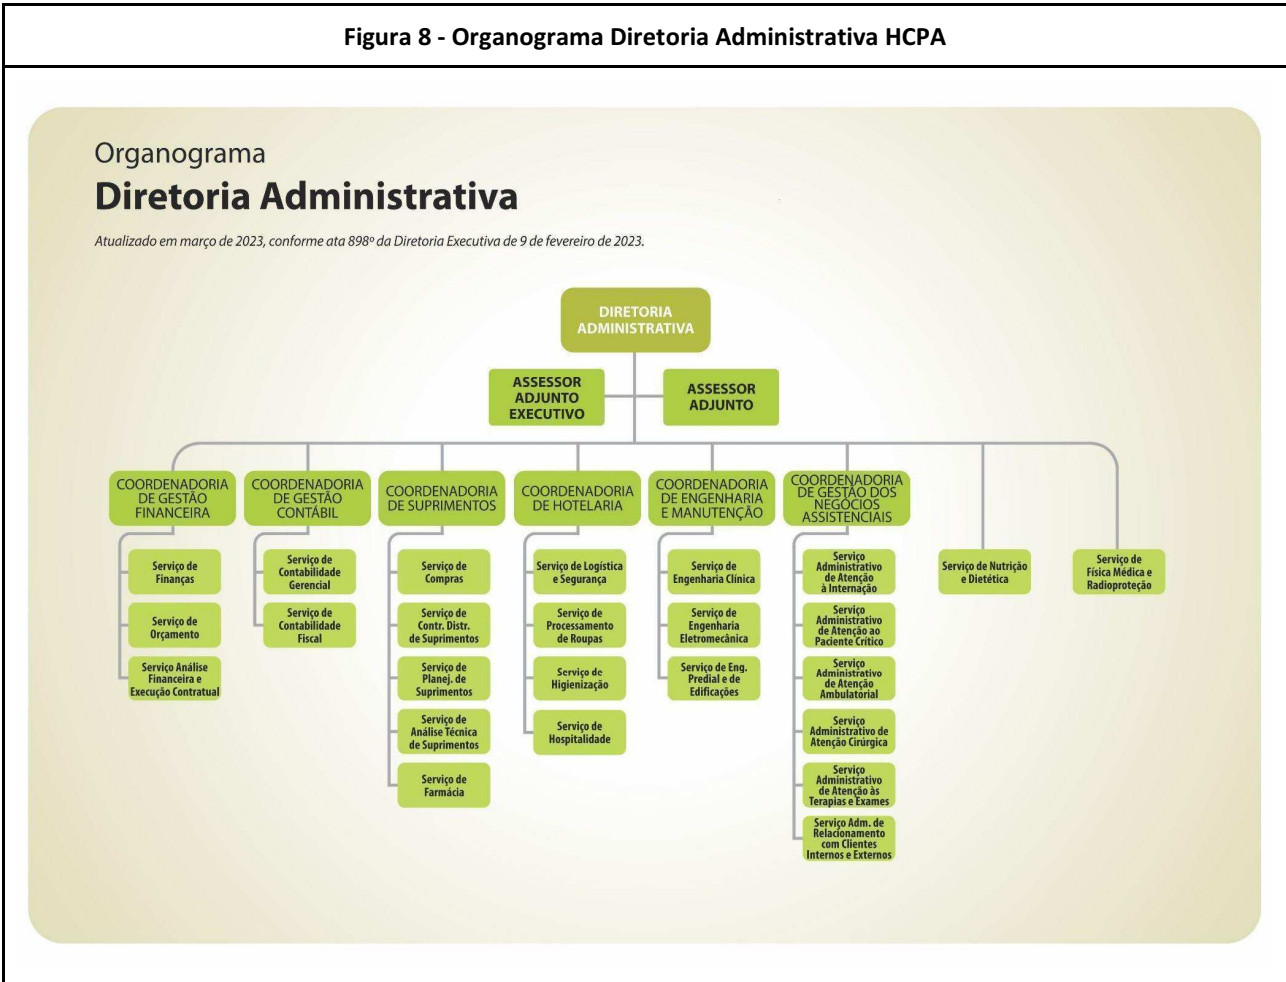 Figura 8 - Organograma Diretoria Administrativa HCPA
Organograma
Diretoria Administrativa
Atualizado em março de 2023, conforme ata 898º da Diretoria Executiva de 9 de fevereiro de 2023.
DIRETORIA
ADMINISTRATIVA
ASSESSOR
ADJUNTO
EXECUTIVO
ASSESSOR
ADJUNTO
COORDENADORIA
DE GESTÃO
FINANCEIRA
COORDENADORIA
DE GESTÃO
CONTÁBIL
COORDENADORIA
DE SUPRIMENTOS
COORDENADORIA
DE HOTELARIA
COORDENADORIA
DE ENGENHARIA
E MANUTENÇÃO
COORDENADORIA
DE GESTÃO DOS
NEGÓCIOS
ASSISTENCIAIS
Serviço de
Finanças
Serviço de
Orçamento
Serviço Análise
Financeira e
Execução Contratual
Serviço de
Contabilidade
Gerencial
Serviço de
Contabilidade
Fiscal
Serviço de
Compras
Serviço de
Contr. Distr.
de Suprimentos
Serviço de
Planej. de
Suprimentos
Serviço de
Análise Técnica
de Suprimentos
Serviço de
Farmácia
Serviço de Logística
e Segurança
Serviço de
Processamento
de Roupas
Serviço de
Higienização
Serviço de
Hospitalidade
Serviço de
Engenharia Clínica
Serviço de
Engenharia
Eletromecânica
Serviço de Eng.
Predial e de
Edificações
Serviço
Administrativo
de Atenção
à Internação
Serviço
Administrativo
de Atenção ao
Paciente Crítico
Serviço
Administrativo
de Atenção
Ambulatorial
Serviço
Administrativo de
Atenção Cirúrgica
Serviço
Administrativo
de Atenção às
Terapias e Exames
Serviço Adm. de
Relacionamento
com Clientes
Internos e Externos
Serviço de Nutrição
e Dietética
Serviço de
Física Médica e
Radioproteção